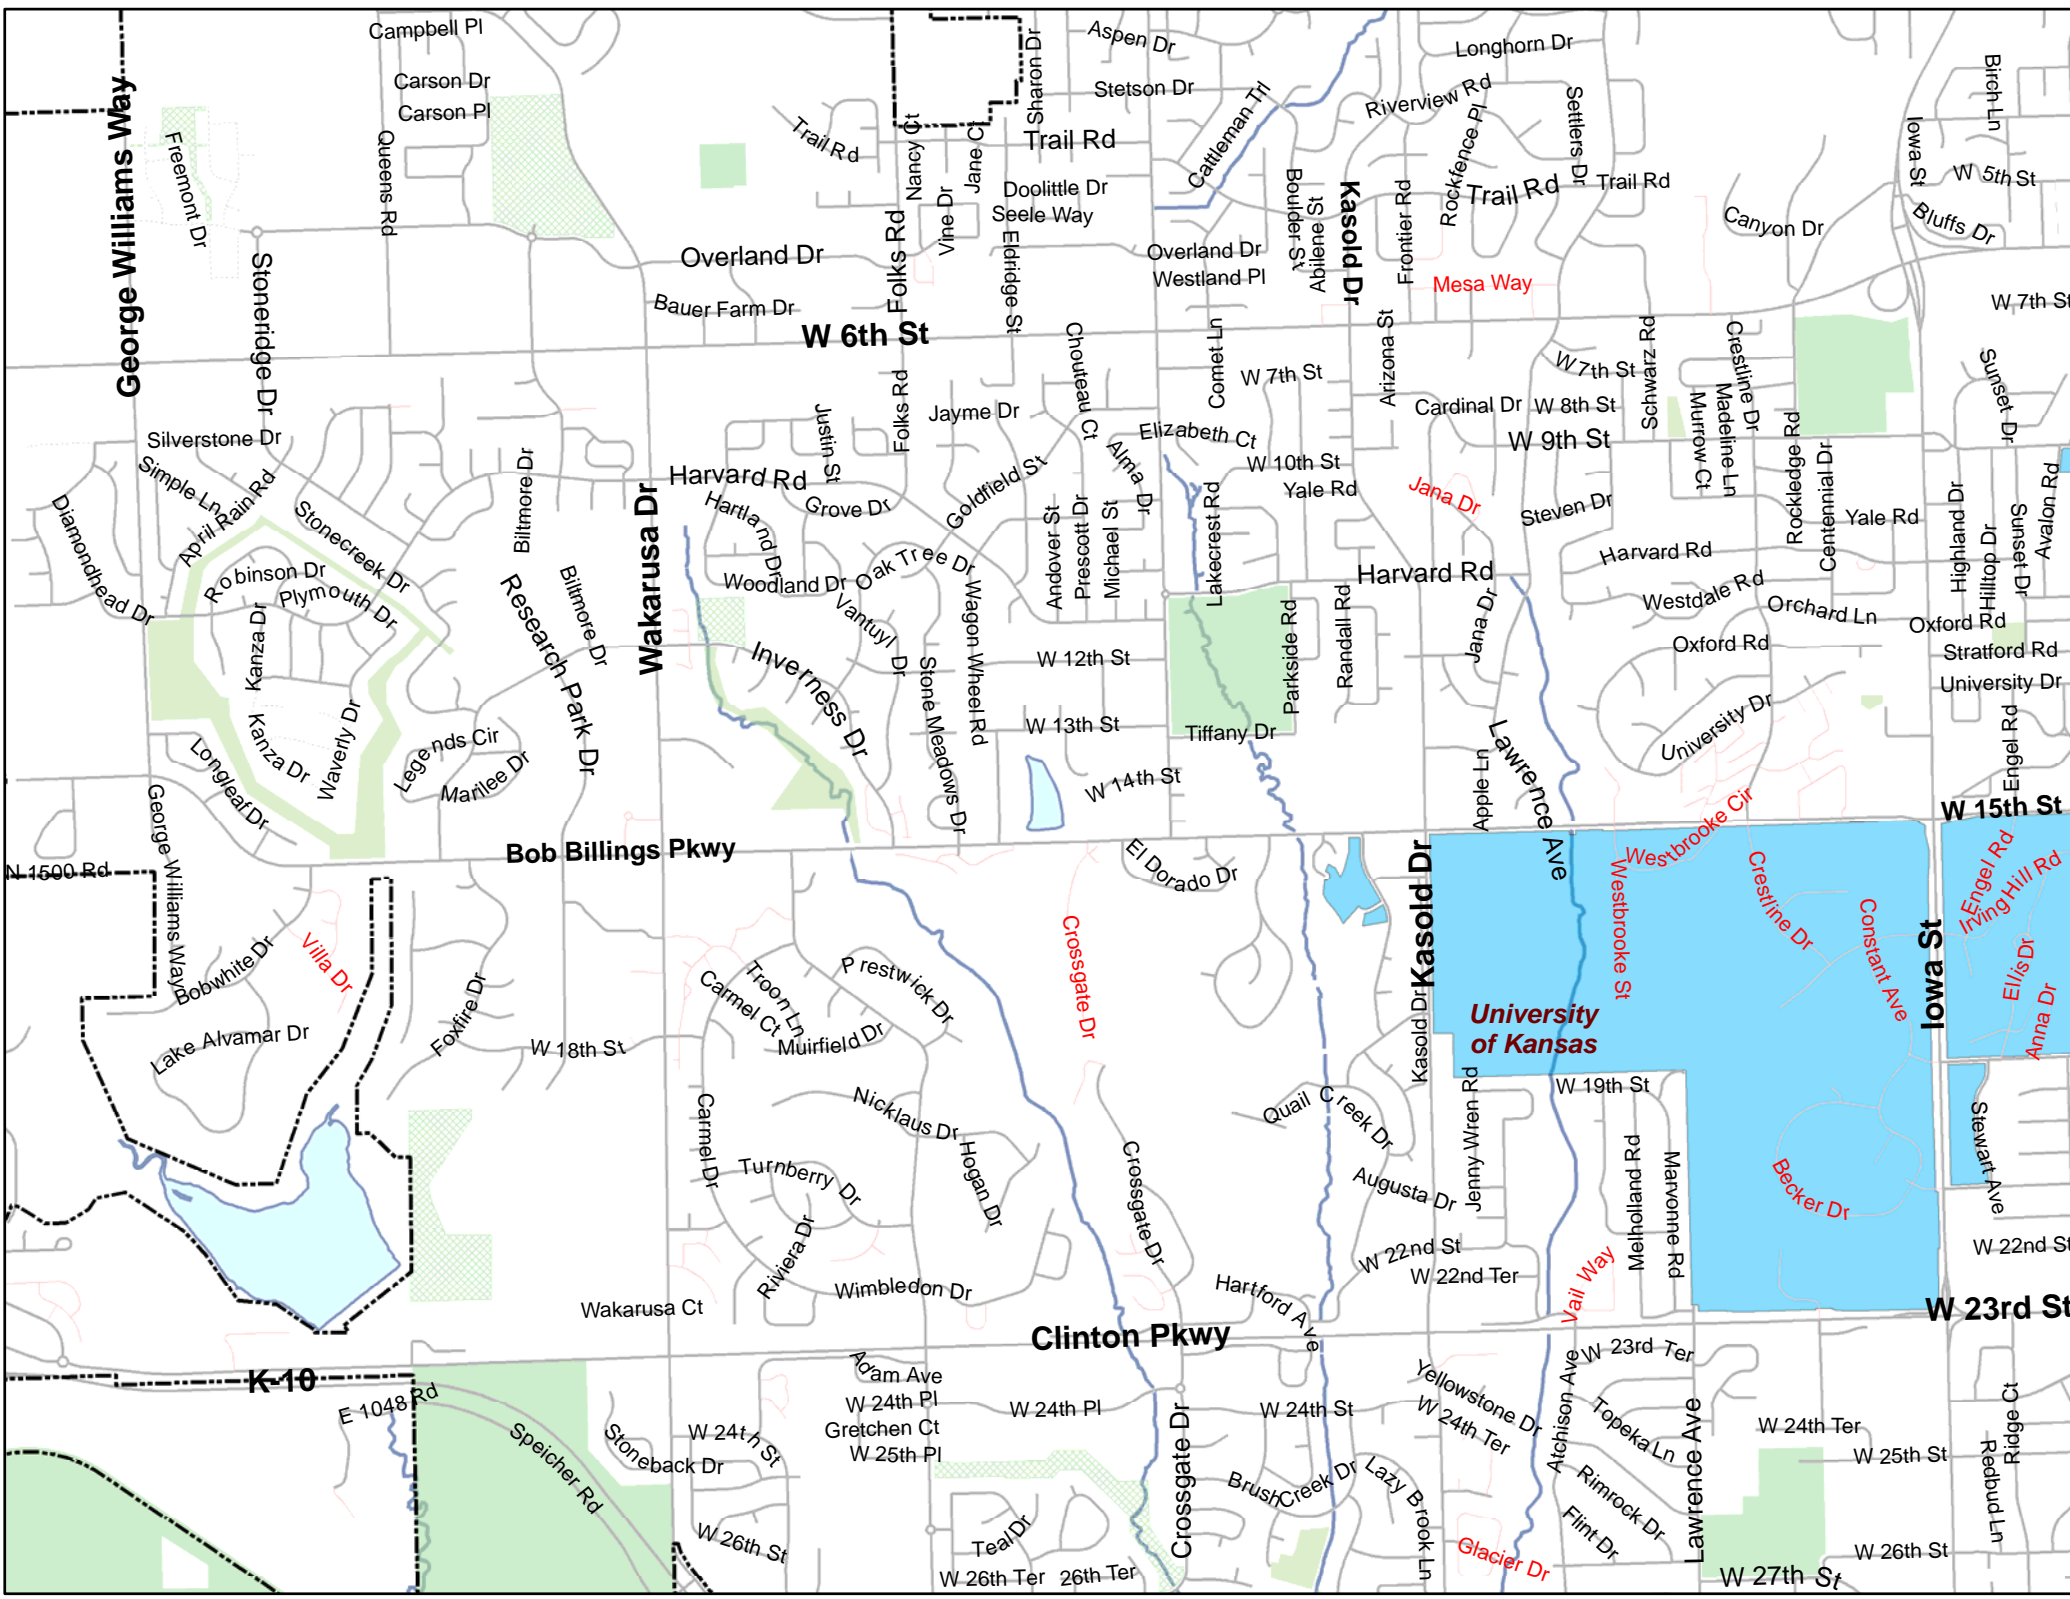 Campbell Pl
Carson Dr
Carson Pl
Queens Rd
George Williams Way
Freemont Dr
Stoneridge Dr
Sharon Dr
Aspen Dr
Stetson Dr
Cattleman Trl
Trail Rd
Nancy Ct
Jane Ct
Trail Rd
Vine Dr
Doolittle Dr
Seele Way
Folks Rd
Eldridge St
Overland Dr
Bauer Farm Dr
W 6th St
Overland Dr
Westland Pl
Boulder St
Abilene St
Kasold Dr
Longhorn Dr
Riverview Rd
Rockfence Pl
Settlers Dr
Frontier Rd
Trail Rd
Trail Rd
Mesa Way
Canyon Dr
Iowa St
Birch Ln
W 5th St
Bluffs Dr
W 7th St
Silverstone Dr
Simple Ln
April Rain Rd
Diamondhead Dr
Stonecreek Dr
Robinson Dr
Plymouth Dr
Kanza Dr
Kanza Dr
Waverly Dr
Longleaf Dr
Legends Cir
Marilee Dr
Biltmore Dr
Biltmore Dr
Research Park Dr
Wakarusa Dr
Harvard Rd
Justin St
Folks Rd
Jayme Dr
Chouteau Ct
Hartland Dr
Grove Dr
Goldfield St
Woodland Dr
Oak Tree Dr
Vantuyl Dr
Inverness Dr
Stone Meadows Dr
Wagon Wheel Rd
Andover St
Prescott Dr
Michael St
Alma Dr
Elizabeth Ct
Comet Ln
W 7th St
Arizona St
W 10th St
Yale Rd
Lakecrest Rd
Parkside Rd
Randall Rd
Harvard Rd
W 12th St
W 13th St
W 14th St
Tiffany Dr
Cardinal Dr
W 7th St
W 8th St
W 9th St
Schwarz Rd
Murrow Ct
Madeline Ln
Crestline Dr
Rockledge Rd
Centennial Dr
Jana Dr
Jana Dr
Steven Dr
Harvard Rd
Westdale Rd
Orchard Ln
Oxford Rd
University Dr
Yale Rd
Highland Dr
Hilltop Dr
Sunset Dr
Sunset Dr
Avalon Rd
Oxford Rd
Stratford Rd
University Dr
Engel Rd
Apple Ln
Lawrence Ave
W 15th St
N 1500 Rd
George Williams Way
Bob Billings Pkwy
Villa Dr
Bobwhite Dr
Lake Alvamar Dr
Foxfire Dr
W 18th St
Carmel Ct
Troon Ln
Prestwick Dr
Muirfield Dr
Carmel Dr
Nicklaus Dr
Turnberry Dr
Hogan Dr
Riviera Dr
Wimbledon Dr
Wakarusa Ct
El Dorado Dr
Crossgate Dr
Crossgate Dr
Quail Creek Dr
Kasold Dr
Kasold Dr
University
of Kansas
Westbrooke Cir
Westbrooke St
Crestline Dr
Constant Ave
Iowa St
Engel Rd
Irving Hill Rd
Ellis Dr
Anna Dr
Becker Dr
Stewart Ave
W 19th St
Jenny Wren Rd
Melholland Rd
Marvonne Rd
Augusta Dr
W 22nd St
W 22nd Ter
Vail Way
Hartford Ave
W 22nd St
W 23rd St
Clinton Pkwy
K-10
E 1048 Rd
Speicher Rd
Stoneback Dr
W 24th St
W 26th St
Adam Ave
W 24th Pl
Gretchen Ct
W 25th Pl
W 24th Pl
Teal Dr
W 26th Ter
26th Ter
Crossgate Dr
W 24th St
Brush Creek Dr
Lazy Brook Ln
Yellowstone Dr
W 24th Ter
Glacier Dr
Atchison Ave
W 23rd Ter
Topeka Ln
Rimrock Dr
Flint Dr
Lawrence Ave
W 24th Ter
W 25th St
W 26th St
W 27th St
Redbud Ln
Ridge Ct